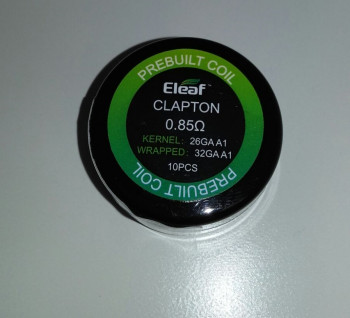 PREBUILT COIL
Eleaf
CLAPTON
0.85Ω
KERNEL: 26GA A1
WRAPPED: 32GA A1
10PCS
PREBUILT COIL